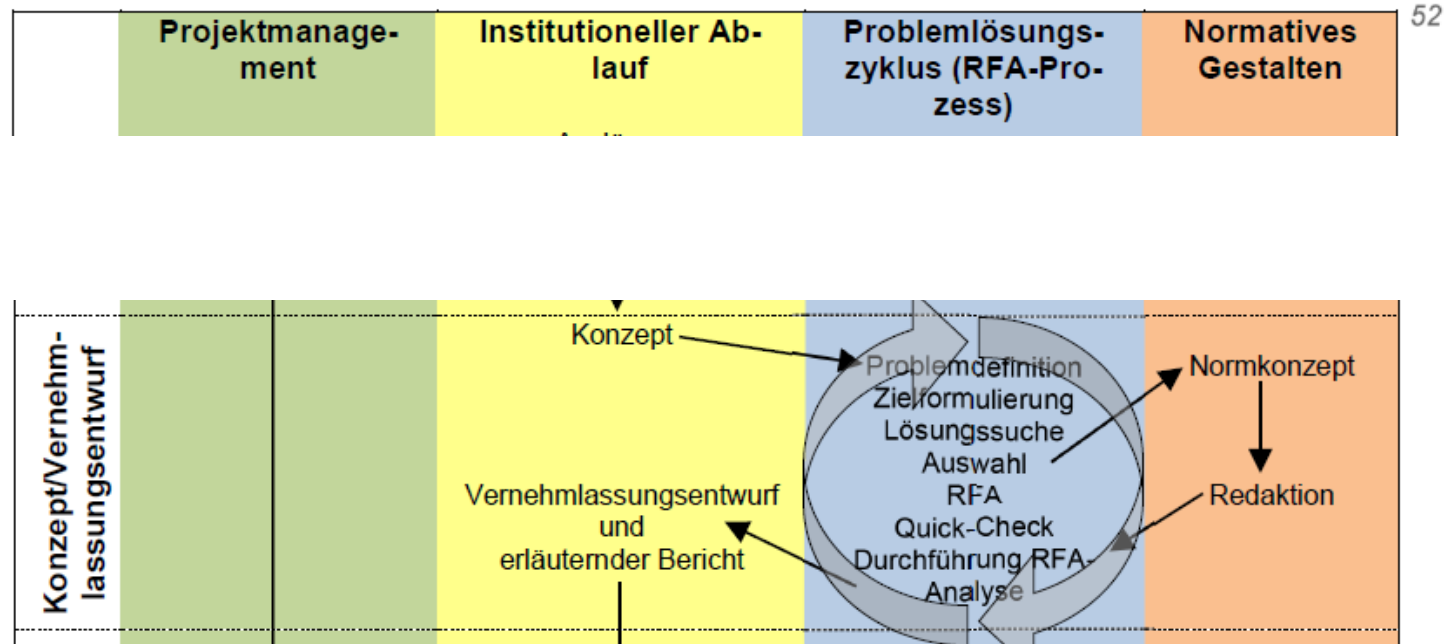 52
Projektmanage-
ment
Institutioneller Ab-
lauf
Problemlösungs-
zyklus (RFA-Pro-
zess)
Normatives
Gestalten
Konzept/Vernehm-
lassungsentwurf
Konzept
Vernehmlassungsentwurf
und
erläuternder Bericht
Problemdefinition
Zielformulierung
Lösungssuche
Auswahl
RFA
Quick-Check
Durchführung RFA-
Analyse
Normkonzept
Redaktion